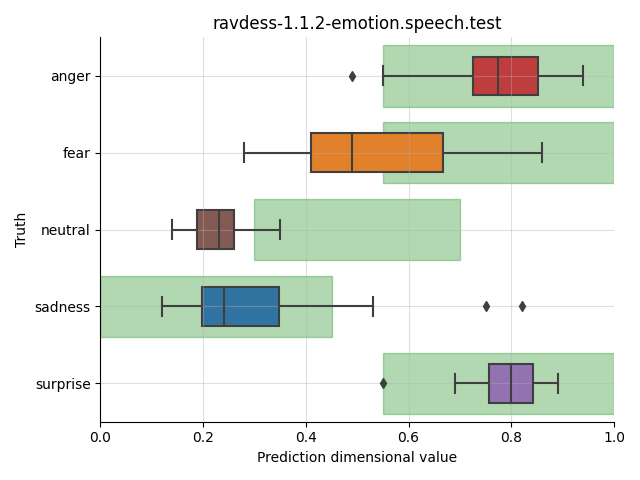 ravdess-1.1.2-emotion.speech.test
Truth
anger
fear
neutral
sadness
surprise
0.0 0.2 0.4 0.6 0.8 1.0
Prediction dimensional value